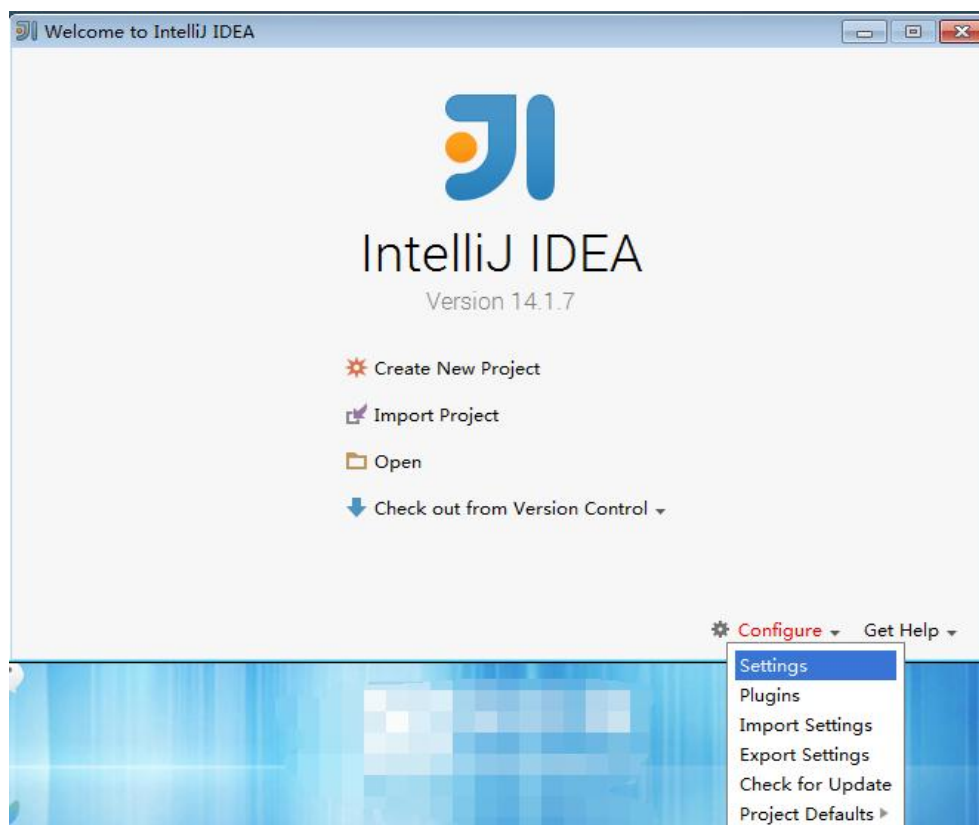 Welcome to IntelliJ IDEA
IntelliJ IDEA
Version 14.1.7
Create New Project
Import Project
Open
Check out from Version Control
Configure
Get Help
Settings
Plugins
Import Settings
Export Settings
Check for Update
Project Defaults